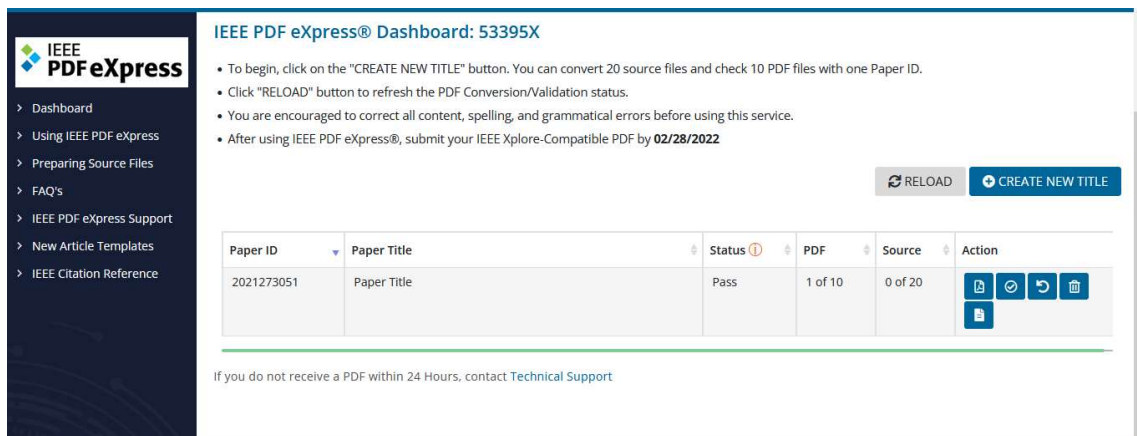 IEEE
PDF eXpress
Dashboard
Using IEEE PDF eXpress
Preparing Source Files
FAQ's
IEEE PDF eXpress Support
New Article Templates
IEEE Citation Reference
IEEE PDF eXpress® Dashboard: 53395X
• To begin, click on the "CREATE NEW TITLE" button. You can convert 20 source files and check 10 PDF files with one Paper ID.
• Click "RELOAD" button to refresh the PDF Conversion/Validation status.
• You are encouraged to correct all content, spelling, and grammatical errors before using this service.
• After using IEEE PDF eXpress®, submit your IEEE Xplore-Compatible PDF by 02/28/2022
RELOAD CREATE NEW TITLE
Paper ID Paper Title Status PDF Source Action
2021273051 Paper Title Pass 1 of 10 0 of 20
If you do not receive a PDF within 24 Hours, contact Technical Support